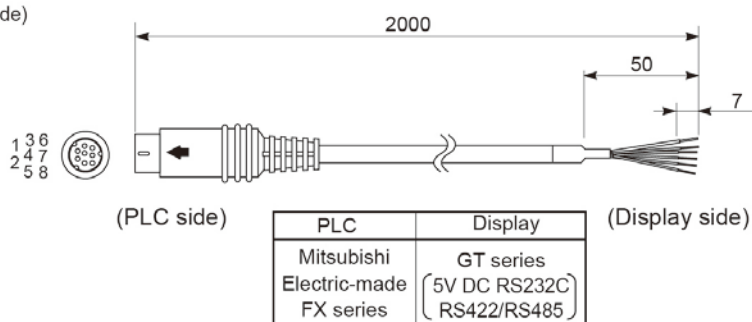 de)
2000
50
7
1 3 6
4 7
2 5 8
(PLC side)
(Display side)
PLC Display
Mitsubishi GT series
Electric-made 5V DC RS232C
FX series RS422/RS485